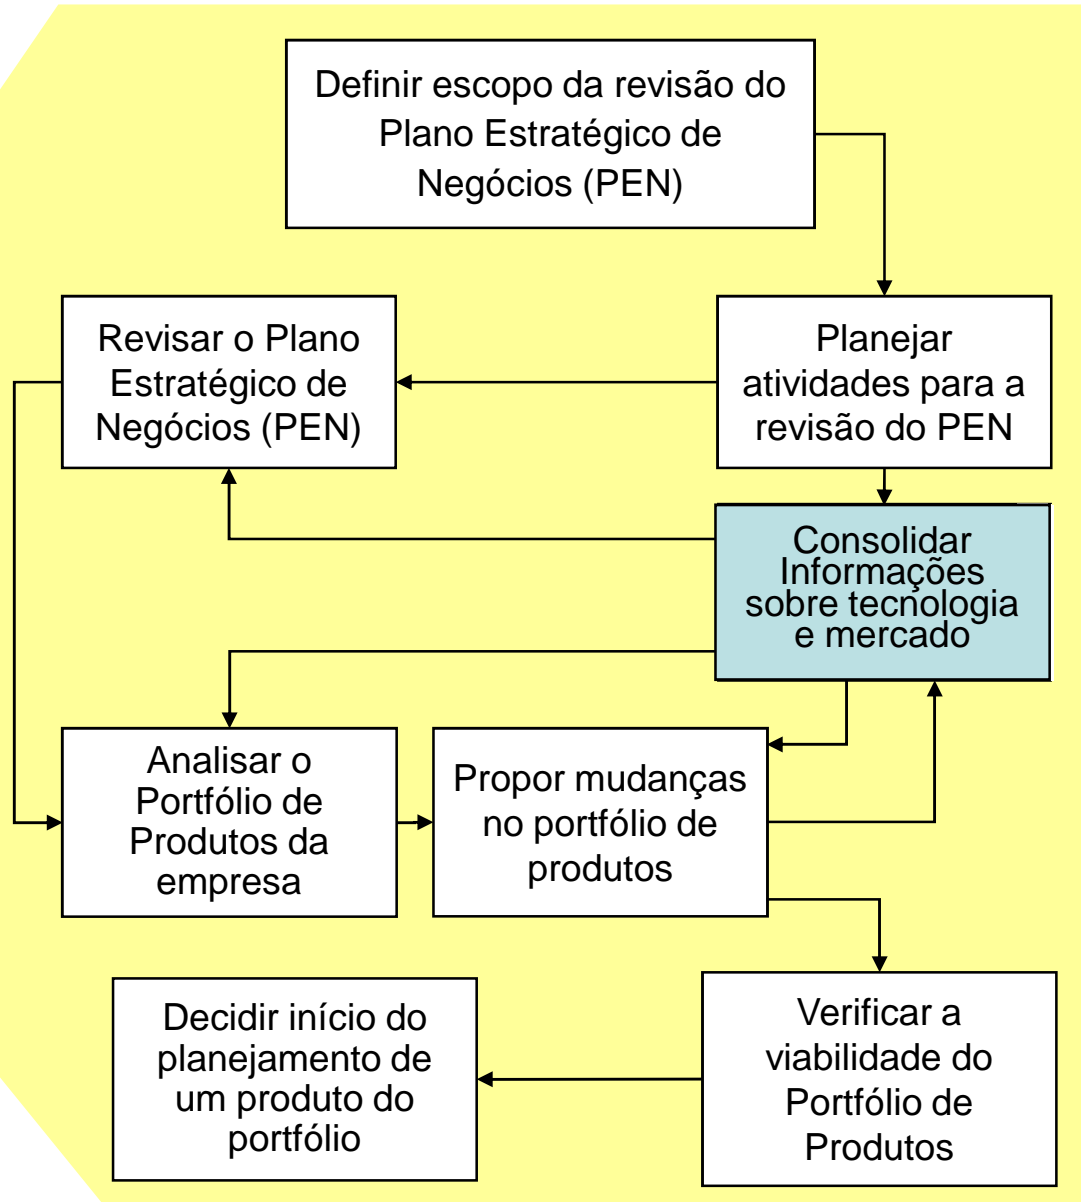 Definir escopo da revisão do
Plano Estratégico de
Negócios (PEN)
Revisar o Plano
Estratégico de
Negócios (PEN)
Planejar
atividades para a
revisão do PEN
Consolidar
Informações
sobre tecnologia
e mercado
Analisar o
Portfólio de
Produtos da
empresa
Propor mudanças
no portfólio de
produtos
Decidir início do
planejamento de
um produto do
portfólio
Verificar a
viabilidade do
Portfólio de
Produtos